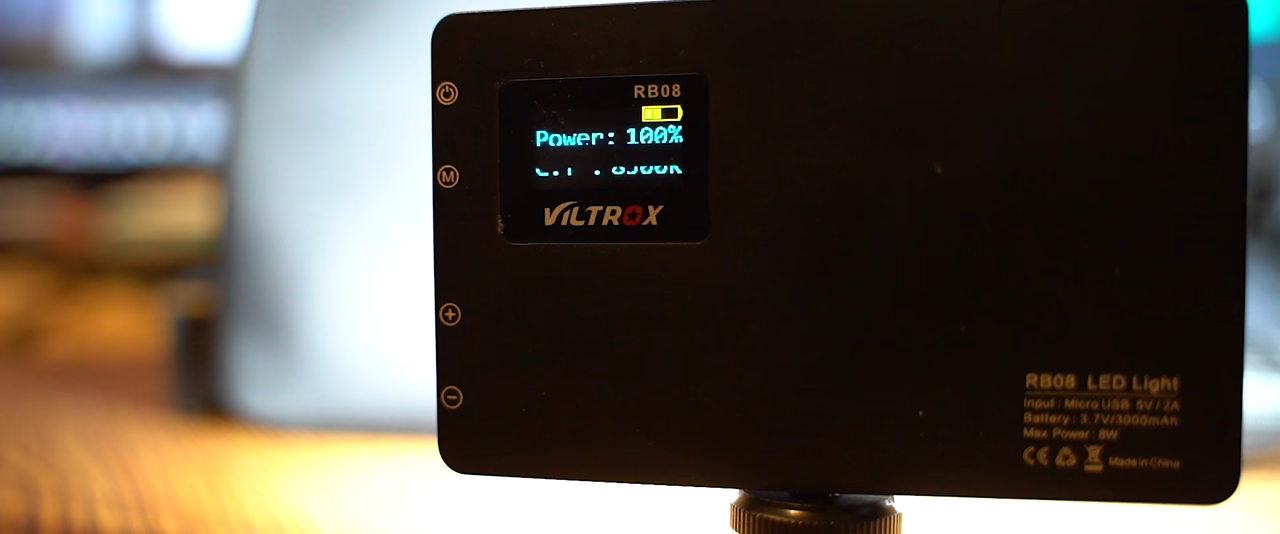 RB08
Power: 100%
VILTROX
M
RB08 LED Light
Input : Micro USB 5V / 2A
Battery : 3.7V/3000mAh
Max Power : 8W
CE
Made in China